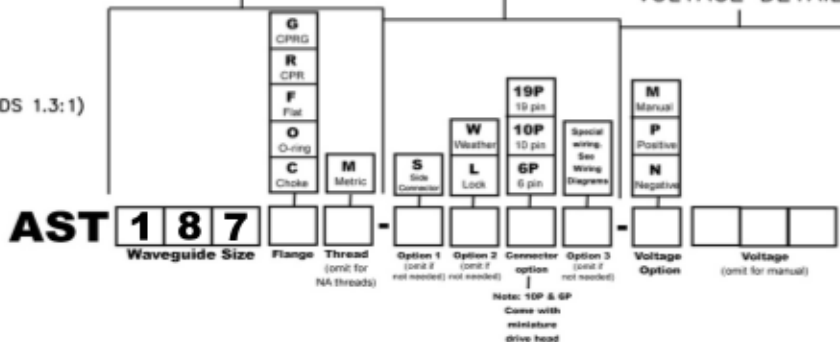 DS 1.3:1)
G
CPRG
R
CPR
F
Flat
O
O-ring
C
Choke
M
Metric
S
Side
Connector
W
Weather
L
Lock
19P
19 pin
10P
10 pin
6P
6 pin
Special
wiring.
See
Wiring
Diagrams
M
Manual
P
Positive
N
Negative
AST 1 8 7 - -
Waveguide Size
Flange
Thread
(omit for
NA threads)
Option 1
(omit if
not needed)
Option 2
(omit if
not needed)
Connector
option
Note: 10P & 6P
Come with
miniature
drive head
Option 3
(omit if
not needed)
Voltage
Option
Voltage
(omit for manual)